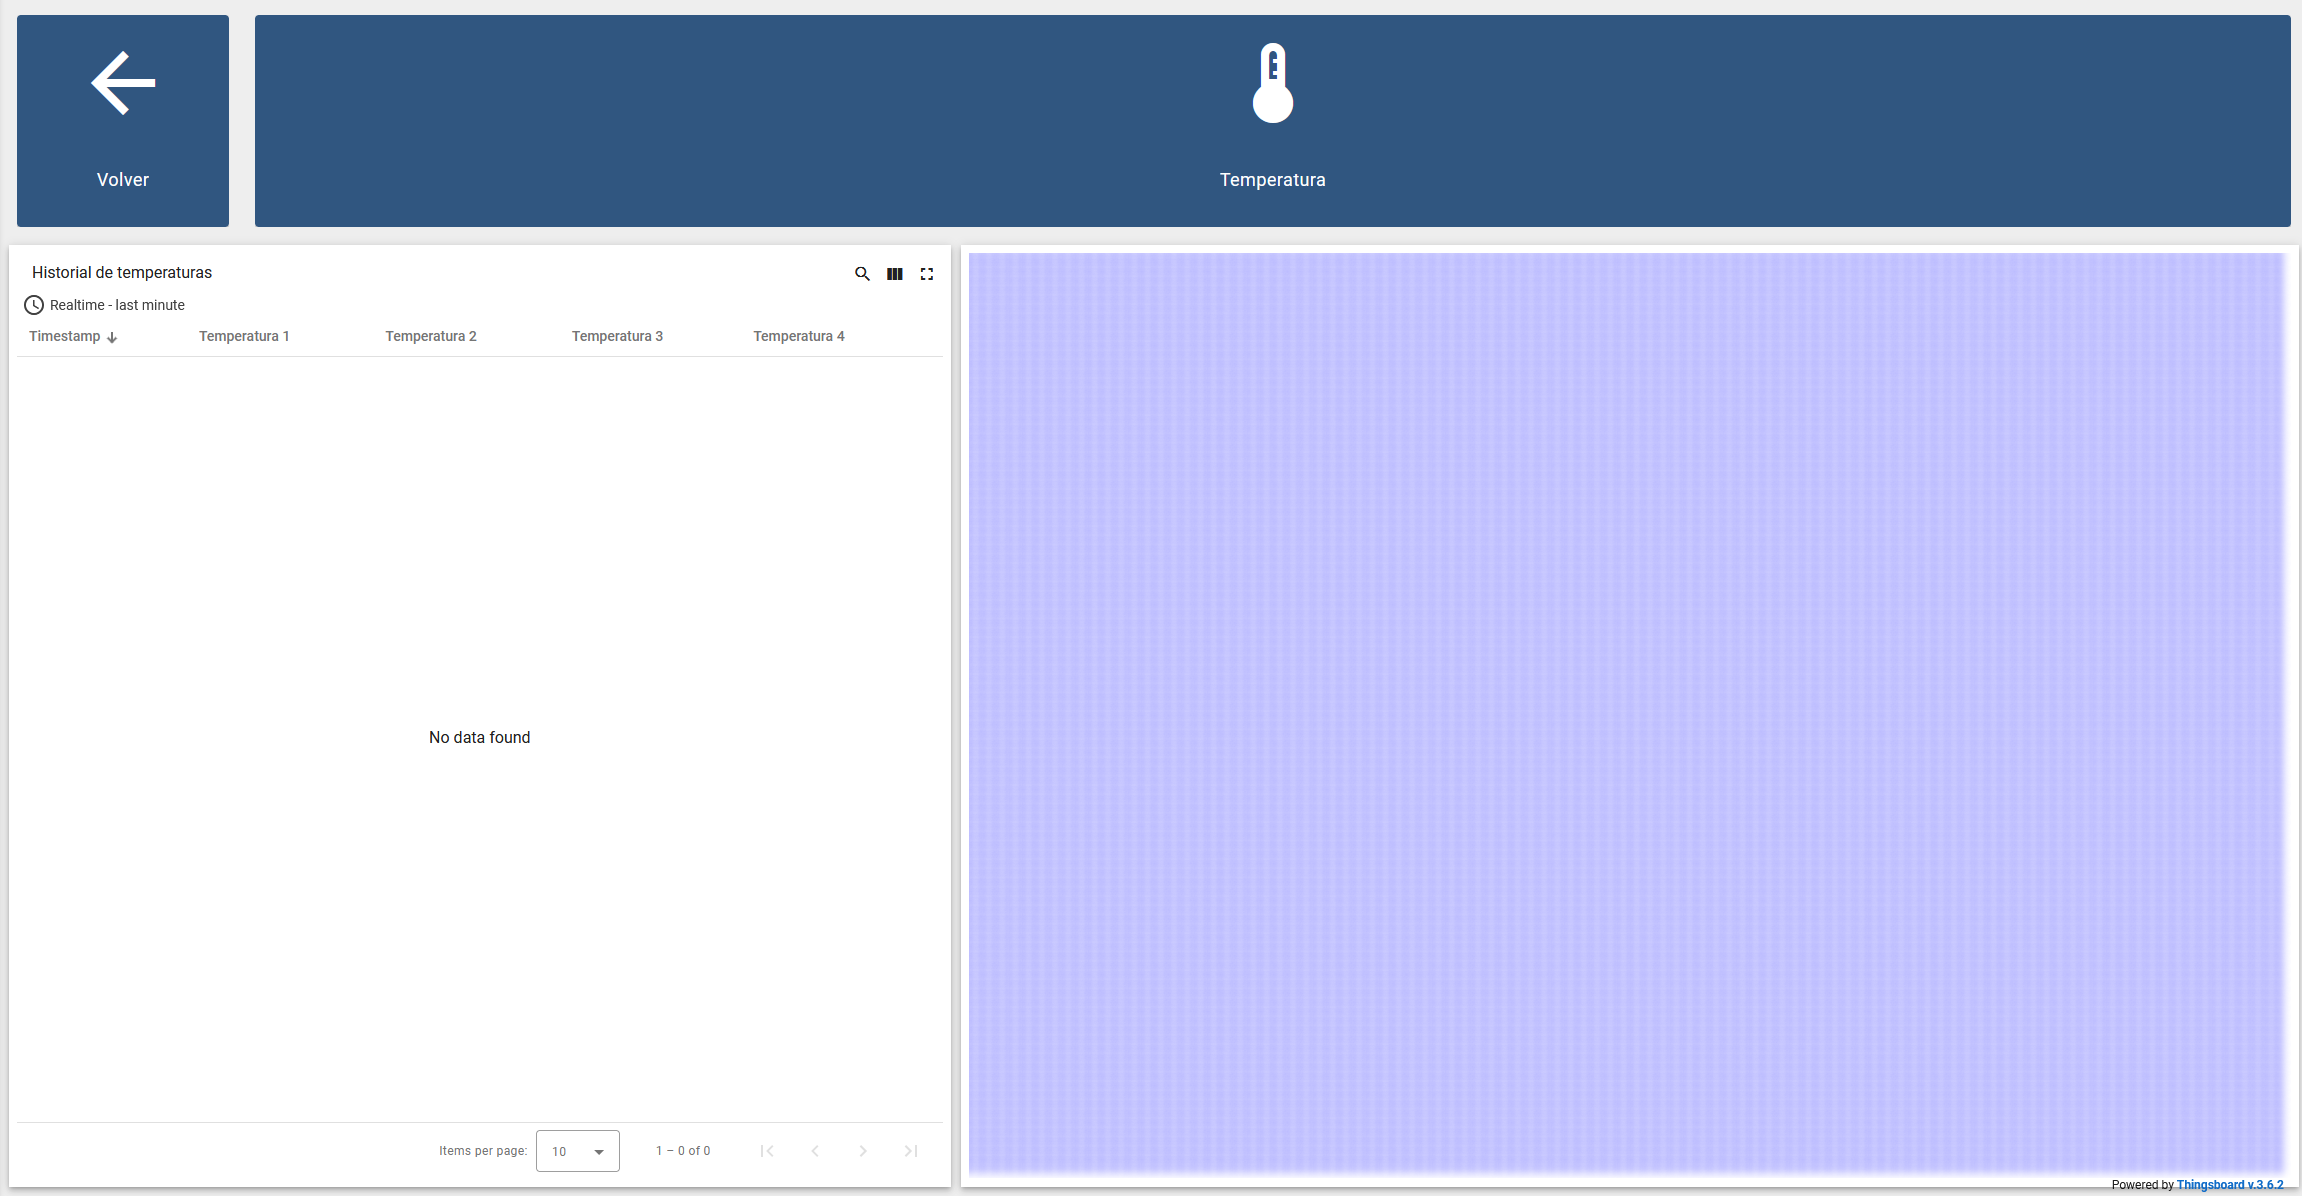 Volver
Temperatura
Historial de temperaturas
Realtime - last minute
Timestamp Temperatura 1 Temperatura 2 Temperatura 3 Temperatura 4
No data found
Items per page: 10 1 – 0 of 0
Powered by Thingsboard v.3.6.2